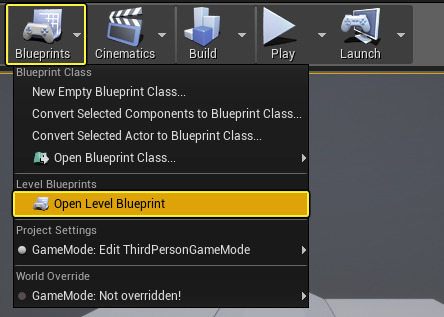 Blueprints Cinematics Build Play Launch
Blueprint Class
New Empty Blueprint Class...
Convert Selected Components to Blueprint Class...
Convert Selected Actor to Blueprint Class...
Open Blueprint Class...
Level Blueprints
Open Level Blueprint
Project Settings
GameMode: Edit ThirdPersonGameMode
World Override
GameMode: Not overridden!